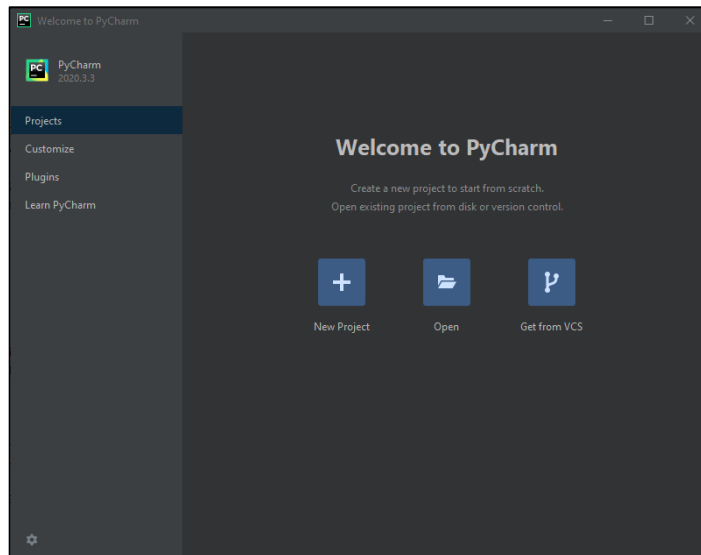 PC Welcome to PyCharm
PC PyCharm
2020.3.3
Projects
Customize
Plugins
Learn PyCharm
Welcome to PyCharm
Create a new project to start from scratch.
Open existing project from disk or version control.
New Project
Open
Get from VCS